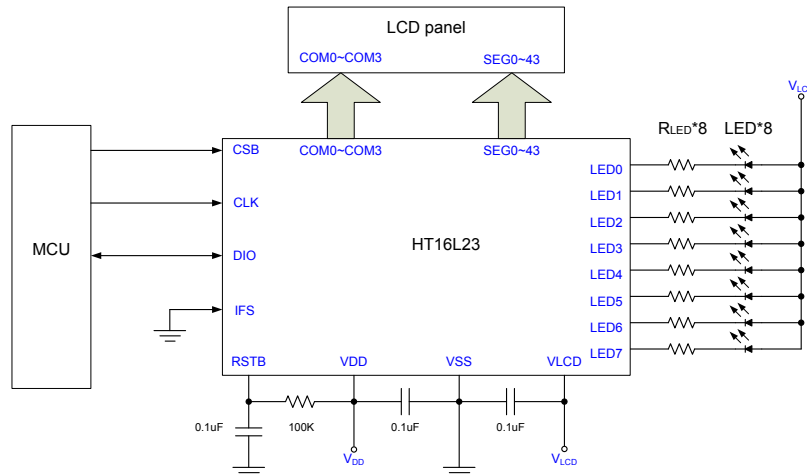 LCD panel
COM0~COM3 SEG0~43
VLC
RLED*8 LED*8
CSB COM0~COM3 SEG0~43
LED0
CLK LED1
LED2
MCU HT16L23 LED3
DIO LED4
LED5
IFS LED6
LED7
RSTB VDD VSS VLCD
0.1uF 100K 0.1uF 0.1uF
VDD VLCD